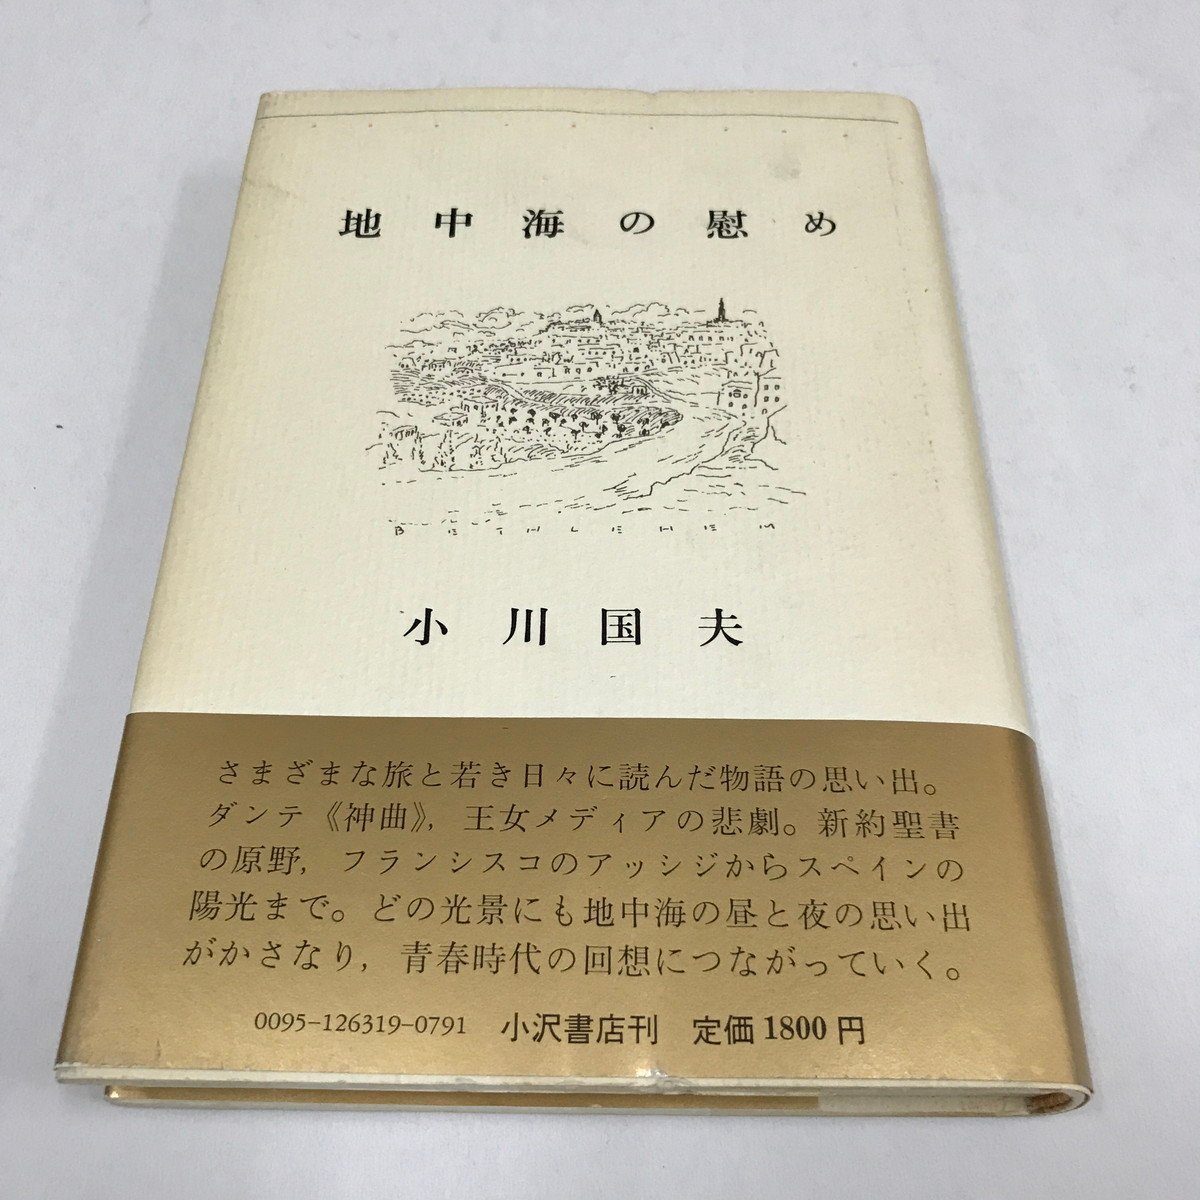 地中海の慰め
BETHLEHEM
小川国夫
さまざまな旅と若き日々に読んだ物語の思い出。
ダンテ《神曲》,王女メディアの悲劇。新約聖書
の原野,フランシスコのアッシジからスペインの
陽光まで。どの光景にも地中海の昼と夜の思い出
がかさなり,青春時代の回想につながっていく。
0095-126319-0791 小沢書店刊 定価1800円